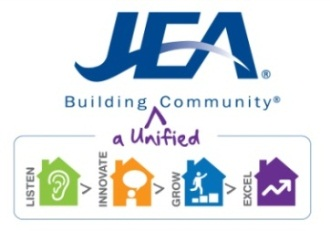 JEA®
Building Community®
a Unified
LISTEN > INNOVATE > GROW > EXCEL